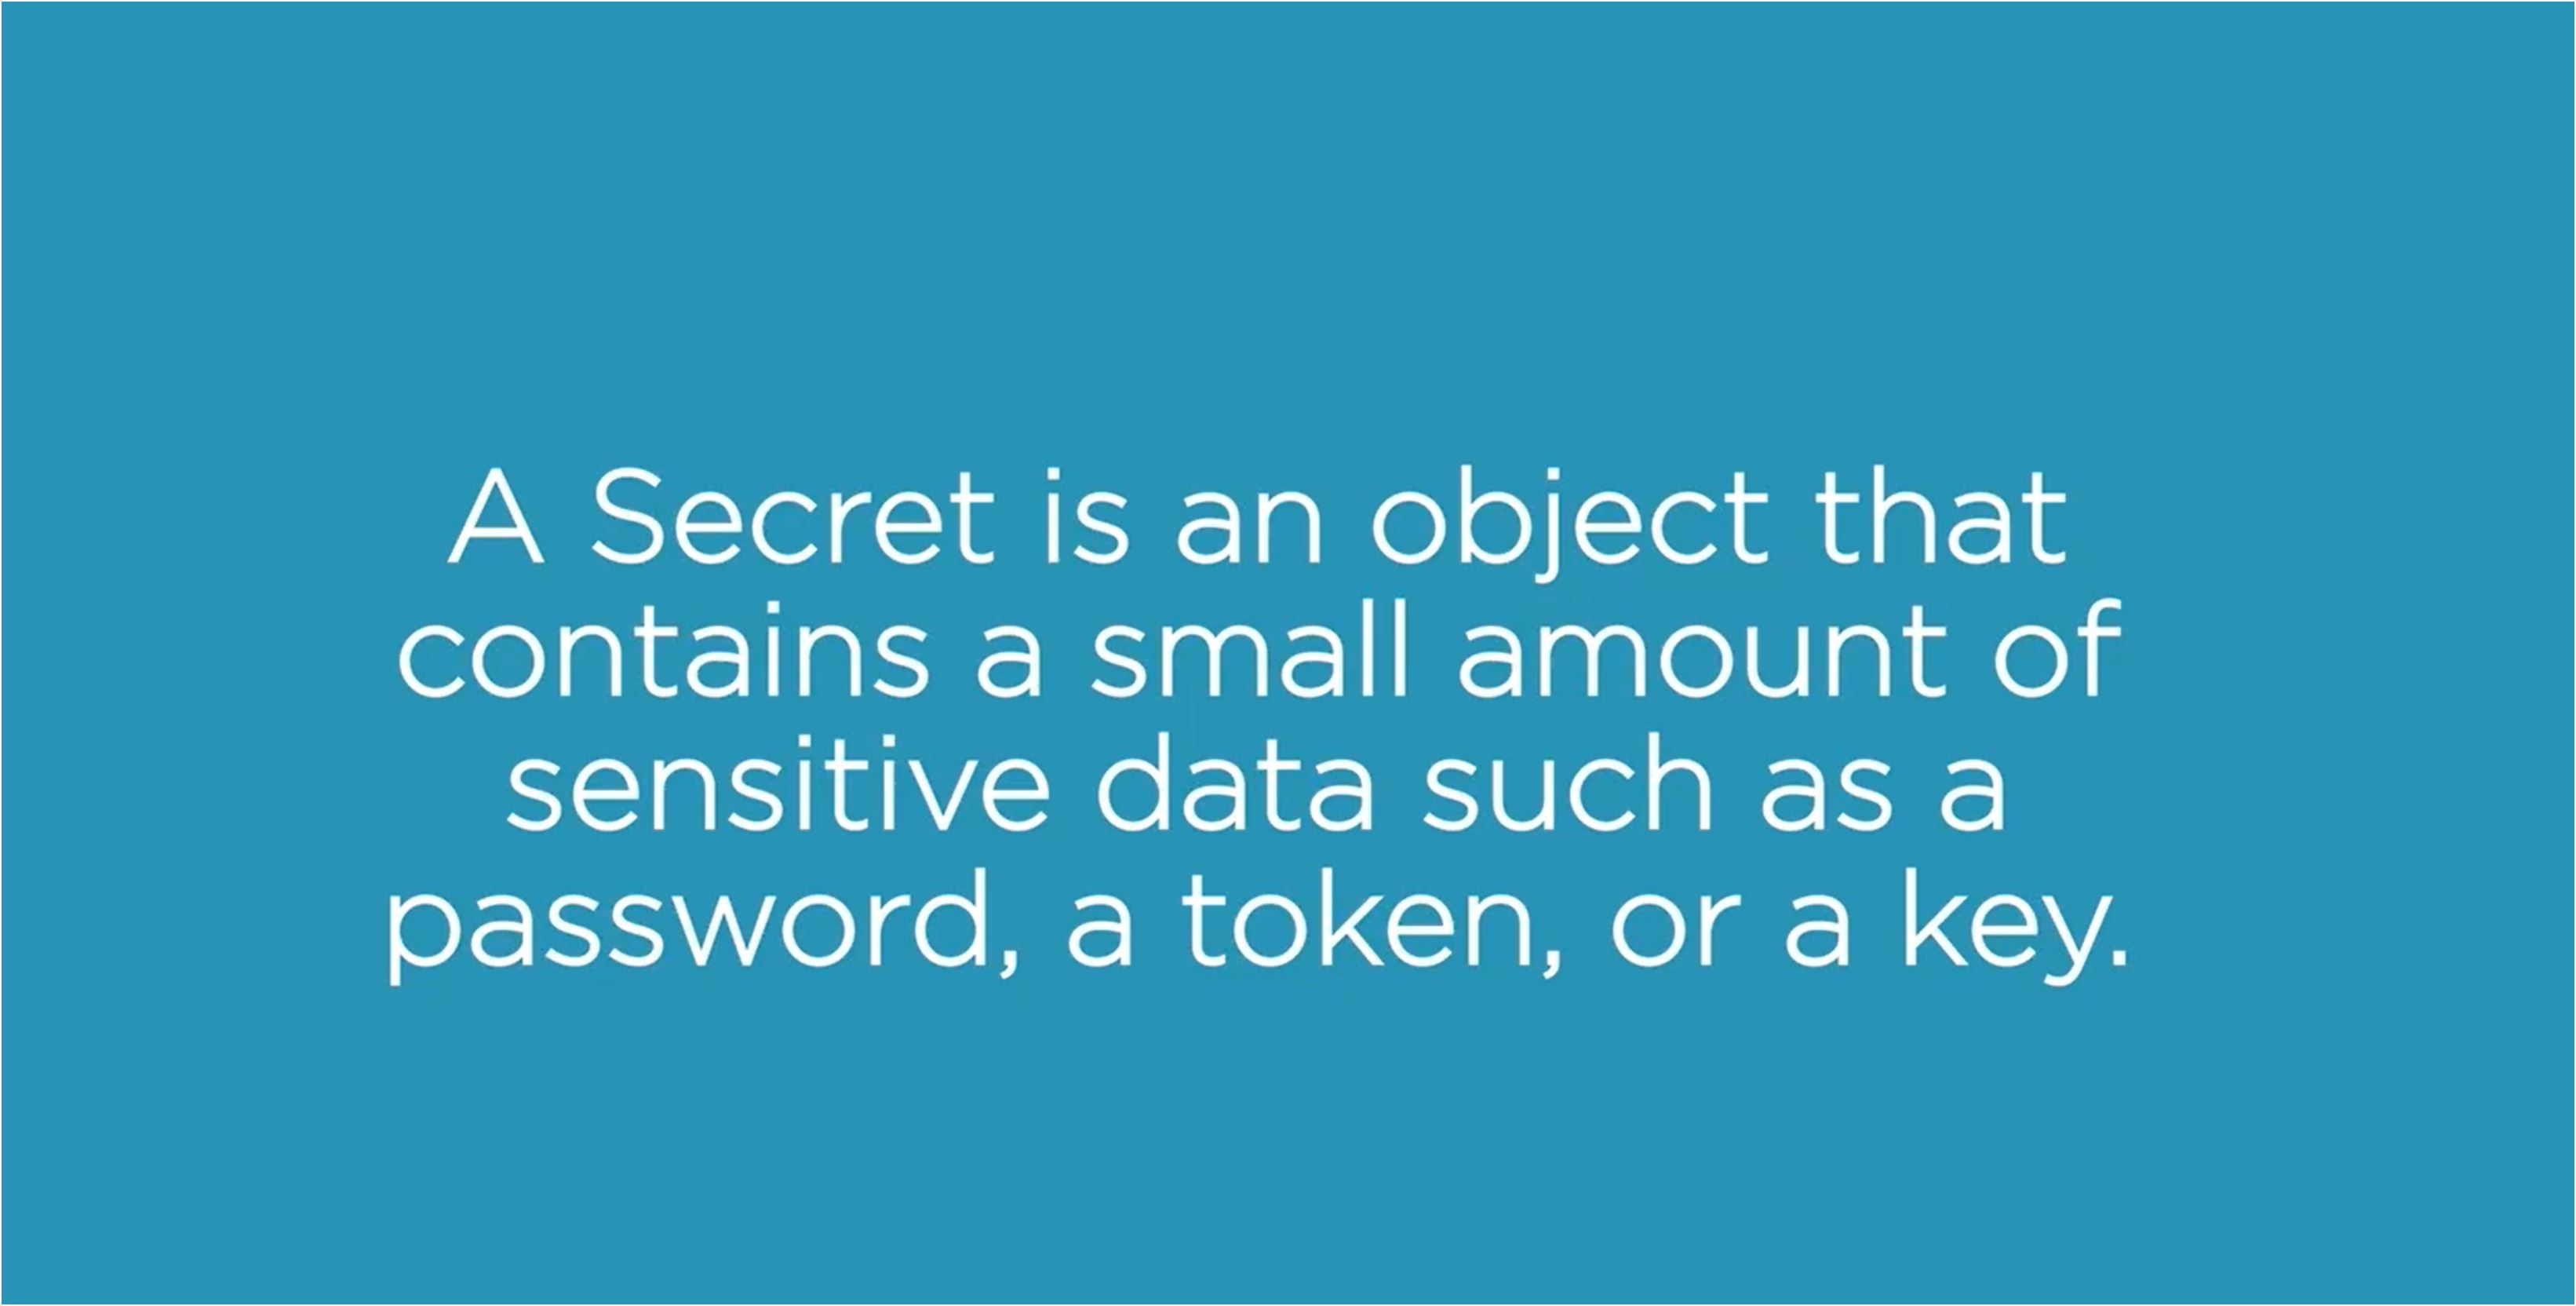 A Secret is an object that
contains a small amount of
sensitive data such as a
password, a token, or a key.